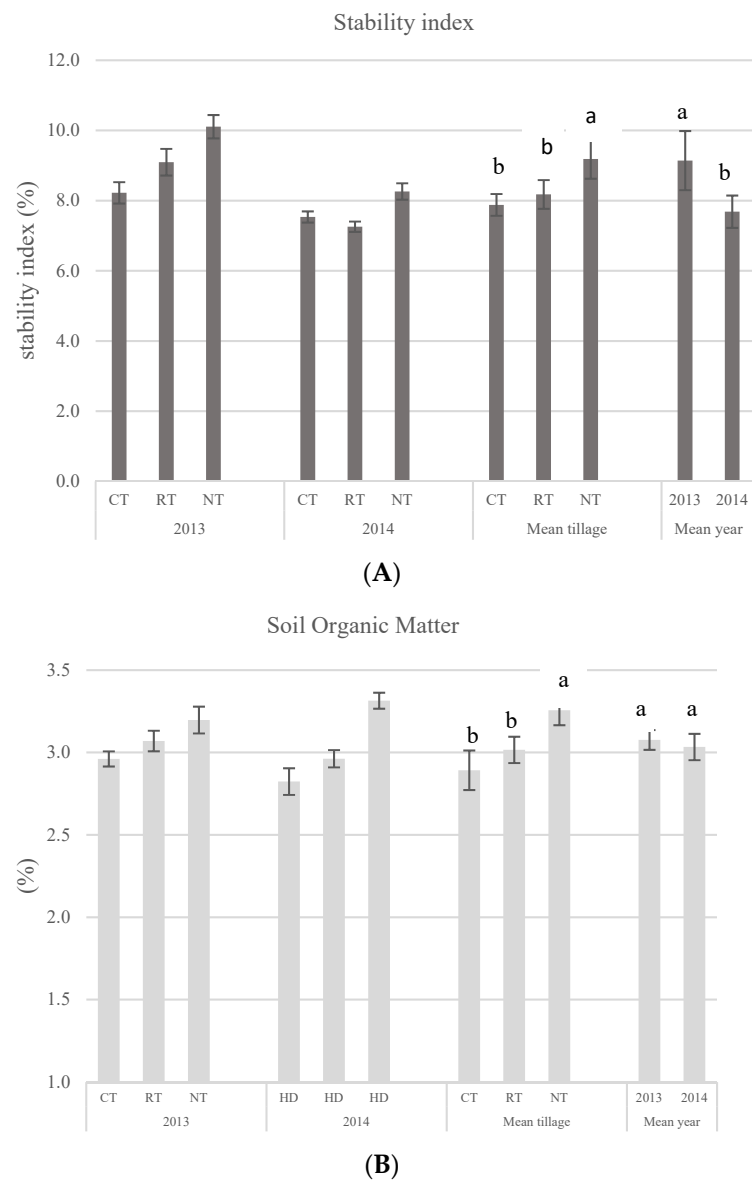 Stability index
12.0
10.0
8.0
6.0
4.0
2.0
0.0
stability index (%)
b b a a b
CT RT NT CT RT NT CT RT NT 2013 2014
2013 2014 Mean tillage Mean year
(A)
Soil Organic Matter
3.5
3.0
2.5
2.0
1.5
1.0
(%)
b b a a a
CT RT NT HD HD HD CT RT NT 2013 2014
2013 2014 Mean tillage Mean year
(B)